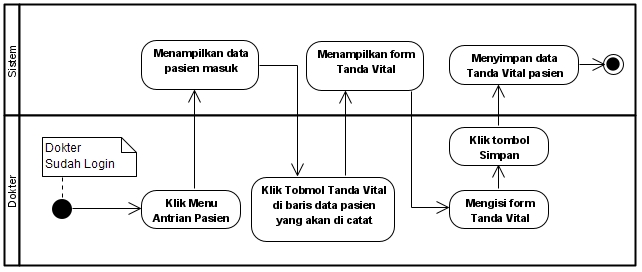 Sistem
Menampilkan data
pasien masuk
Menampilkan form
Tanda Vital
Menyimpan data
Tanda Vital pasien
Dokter
Dokter
Sudah Login
Klik Menu
Antrian Pasien
Klik Tobmol Tanda Vital
di baris data pasien
yang akan di catat
Klik tombol
Simpan
Mengisi form
Tanda Vital